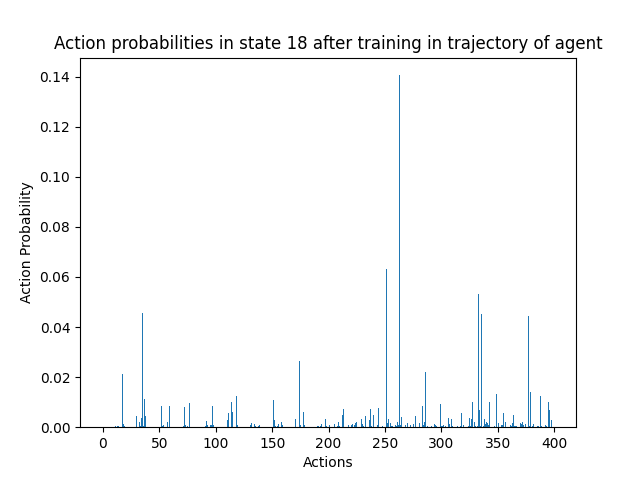 Action probabilities in state 18 after training in trajectory of agent
0.14
0.12
0.10
0.08
0.06
0.04
0.02
0.00
Action Probability
0 50 100 150 200 250 300 350 400
Actions